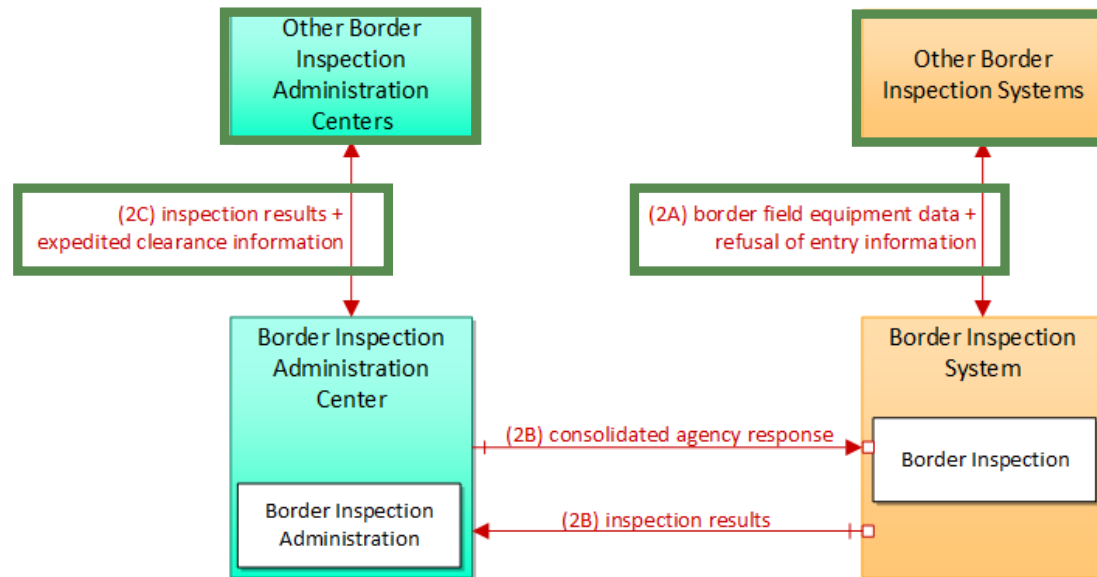 Other Border
Inspection
Administration
Centers
Other Border
Inspection Systems
(2C) inspection results +
expedited clearance information
(2A) border field equipment data +
refusal of entry information
Border Inspection
Administration
Center
Border Inspection
System
(2B) consolidated agency response
Border Inspection
(2B) inspection results
Border Inspection
Administration